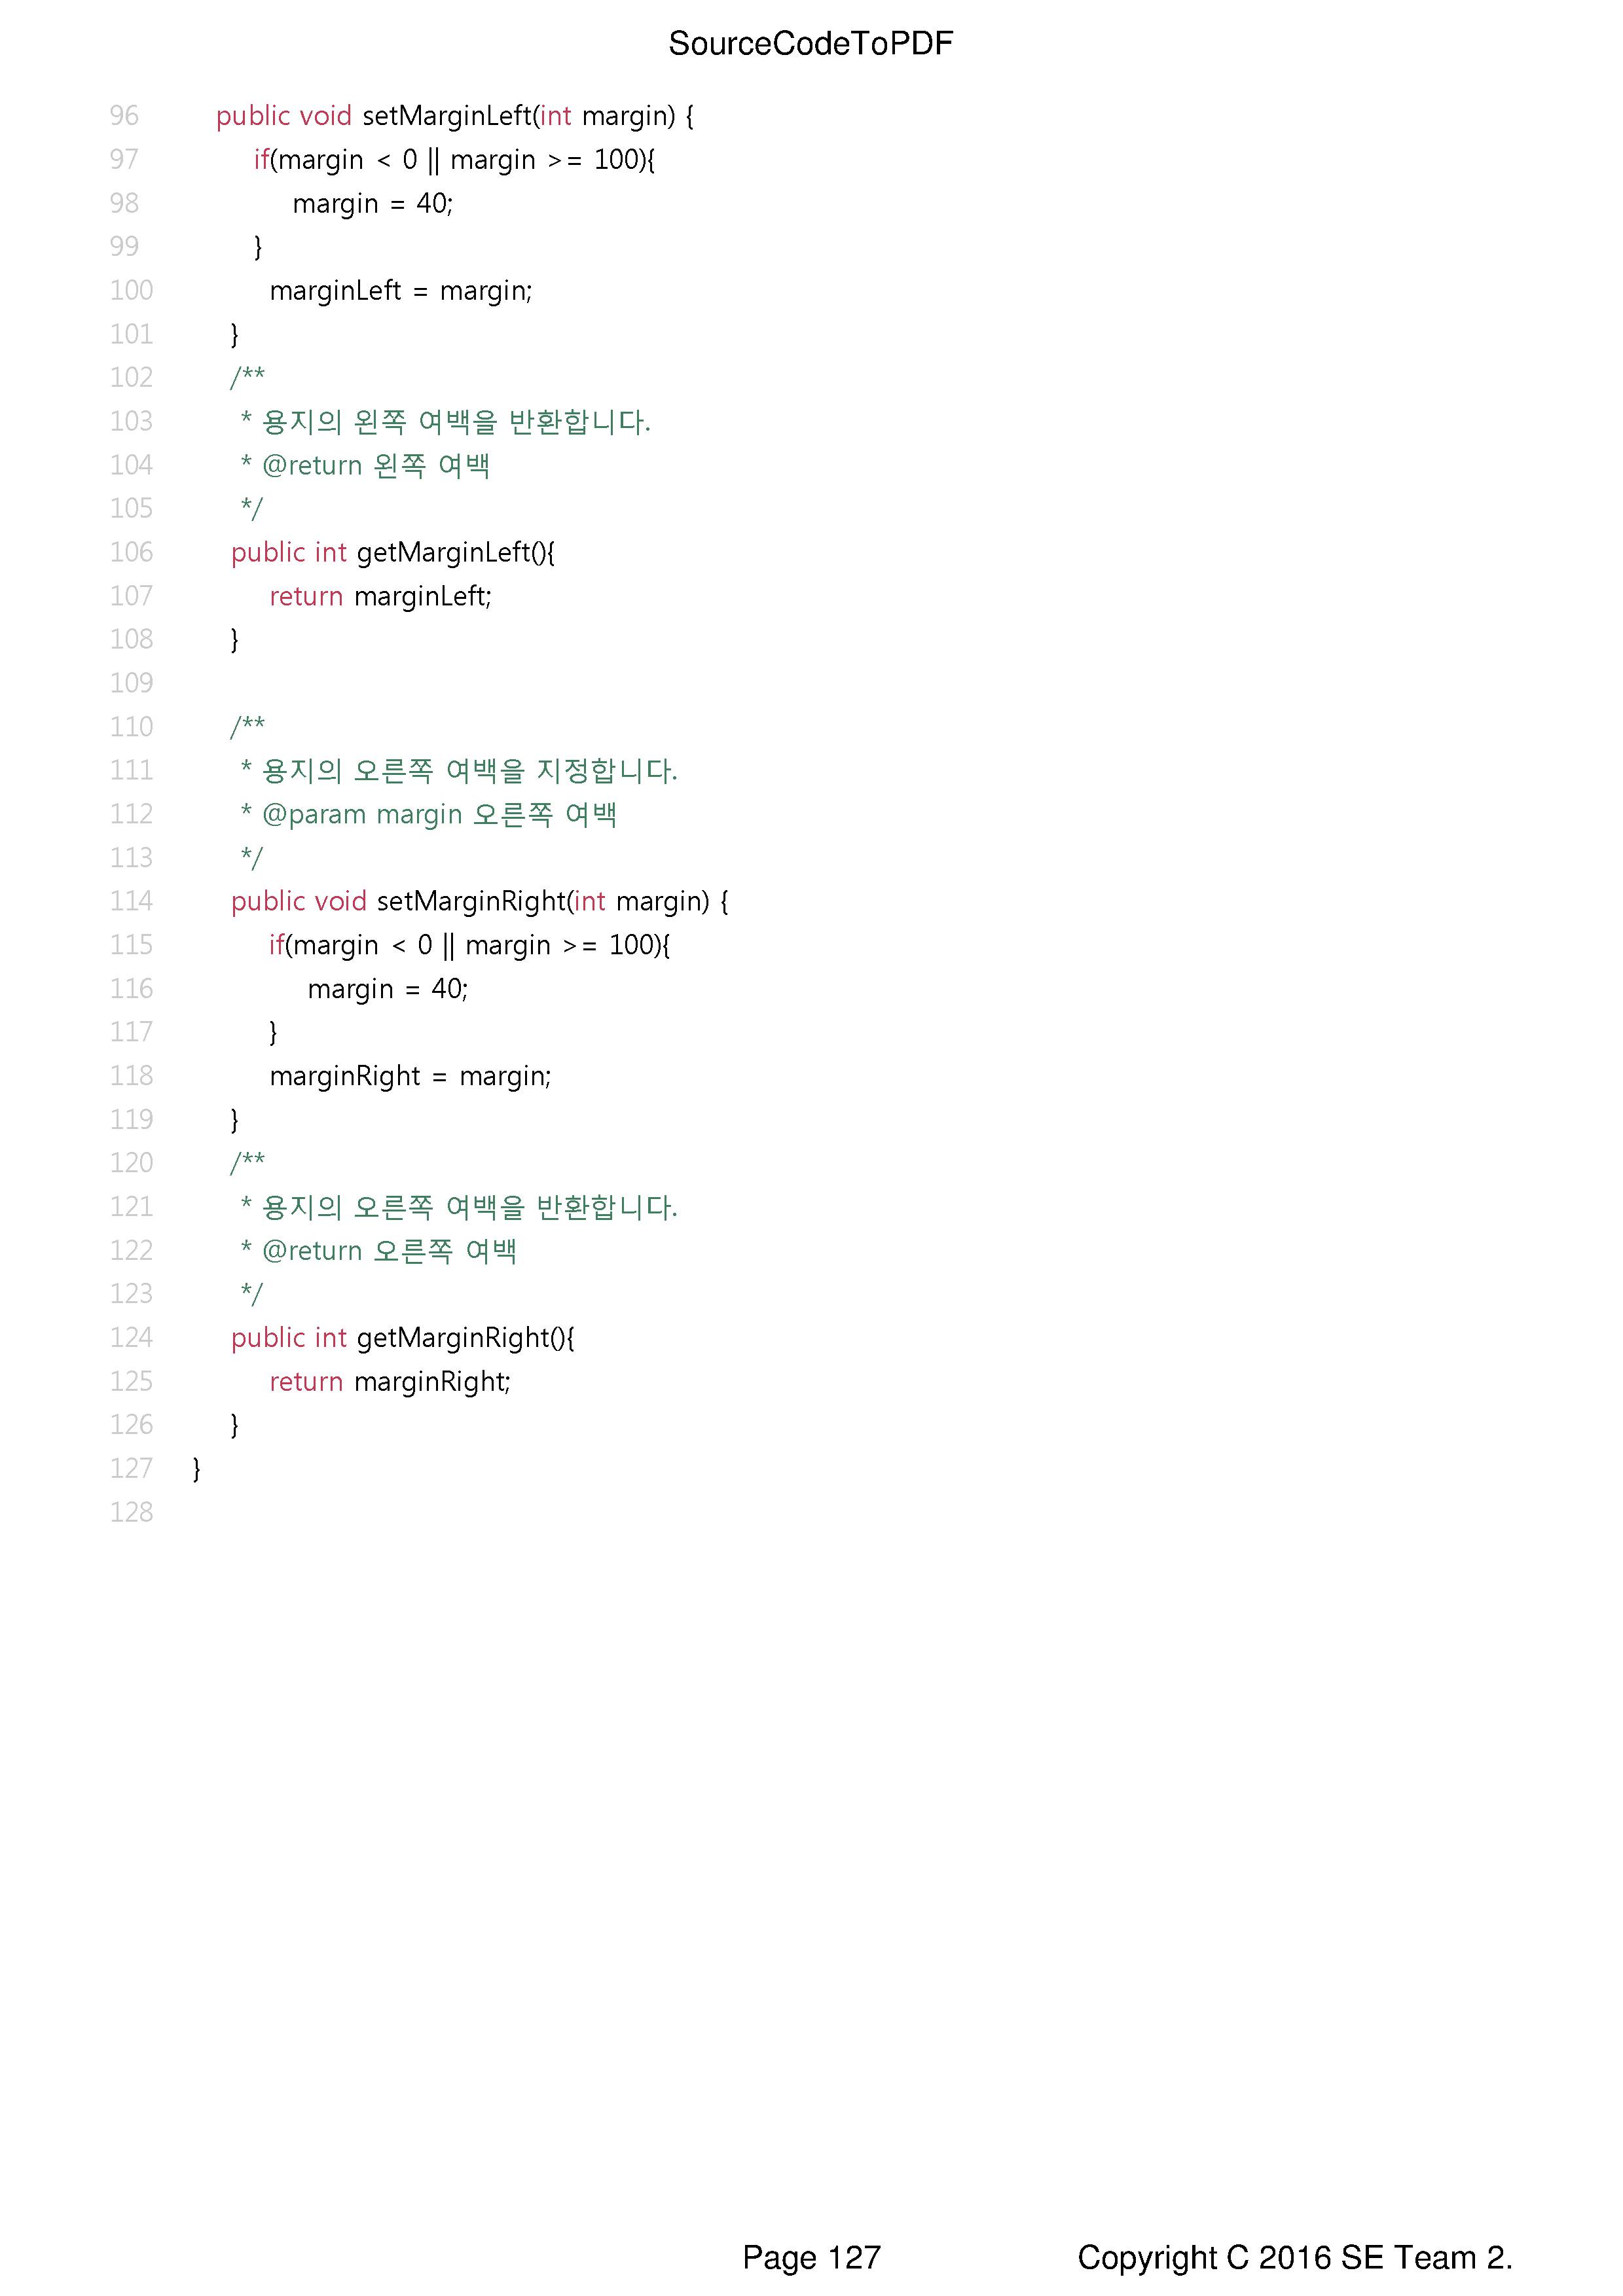 SourceCodeToPDF
96 public void setMarginLeft(int margin) {
97 if(margin < 0 || margin >= 100){
98 margin = 40;
99 }
100 marginLeft = margin;
101 }
102 /**
103 * 용지의 왼쪽 여백을 반환합니다.
104 * @return 왼쪽 여백
105 */
106 public int getMarginLeft(){
107 return marginLeft;
108 }
109
110 /**
111 * 용지의 오른쪽 여백을 지정합니다.
112 * @param margin 오른쪽 여백
113 */
114 public void setMarginRight(int margin) {
115 if(margin < 0 || margin >= 100){
116 margin = 40;
117 }
118 marginRight = margin;
119 }
120 /**
121 * 용지의 오른쪽 여백을 반환합니다.
122 * @return 오른쪽 여백
123 */
124 public int getMarginRight(){
125 return marginRight;
126 }
127 }
128
Page 127 Copyright C 2016 SE Team 2.